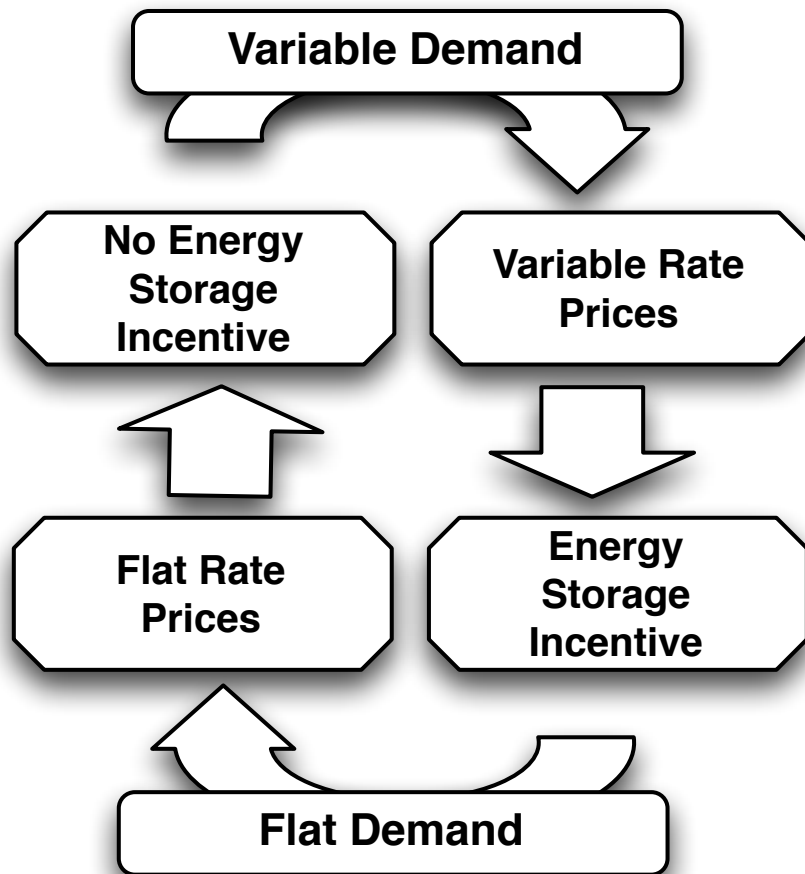 Variable Demand
No Energy
Storage
Incentive
Variable Rate
Prices
Flat Rate
Prices
Energy
Storage
Incentive
Flat Demand